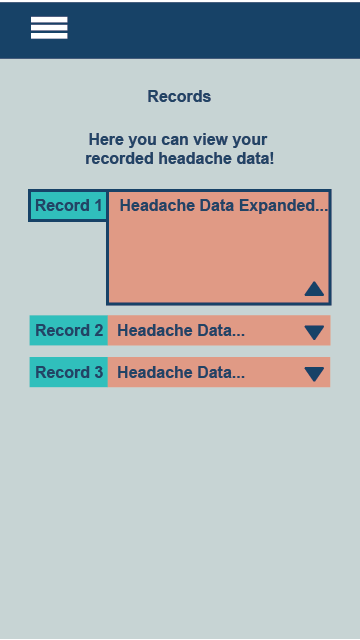 Records
Here you can view your
recorded headache data!
Record 1
Headache Data Expanded...
Record 2
Headache Data...
Record 3
Headache Data...